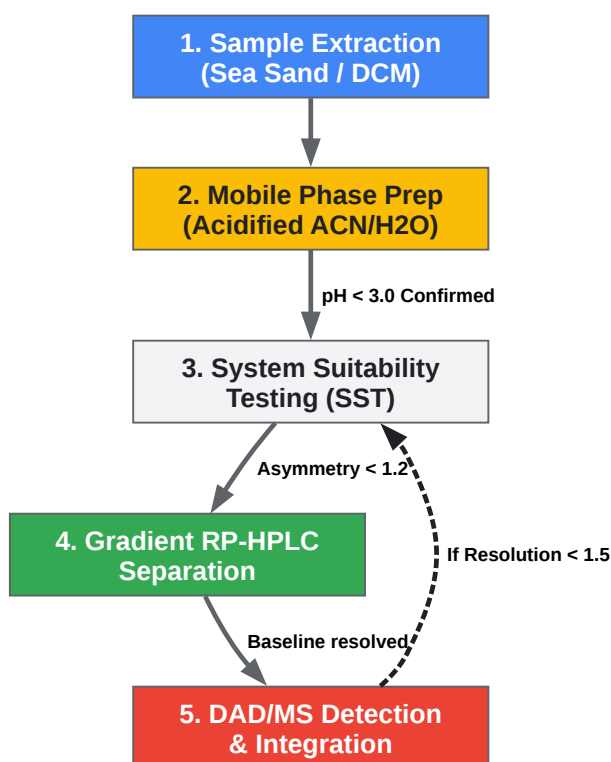 1. Sample Extraction
(Sea Sand / DCM)
2. Mobile Phase Prep
(Acidified ACN/H2O)
pH < 3.0 Confirmed
3. System Suitability
Testing (SST)
Asymmetry < 1.2
4. Gradient RP-HPLC
Separation
If Resolution < 1.5
Baseline resolved
5. DAD/MS Detection
& Integration